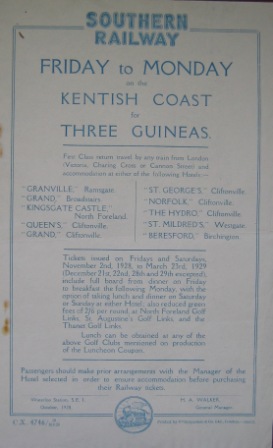 SOUTHERN
RAILWAY
FRIDAY to MONDAY
on the
KENTISH COAST
for
THREE GUINEAS.
First Class return travel by any train from London
(Victoria, Charing Cross or Cannon Street) and
accommodation at either of the following Hotels:—
"GRANVILLE," Ramsgate.
"GRAND," Broadstairs.
"KINGSGATE CASTLE,"
North Foreland.
"QUEEN'S," Cliftonville.
"GRAND," Cliftonville.
"ST. GEORGE'S," Cliftonville.
"NORFOLK," Cliftonville.
"THE HYDRO," Cliftonville.
"ST. MILDRED'S," Westgate.
"BERESFORD," Birchington.
Tickets issued on Fridays and Saturdays,
November 2nd, 1928, to March 23rd, 1929
(December 21st, 22nd, 28th and 29th excepted),
include full board from dinner on Friday
to breakfast the following Monday, with the
option of taking lunch and dinner on Saturday
or Sunday at either Hotel: also reduced green
fees of 2/6 per round, at North Foreland Golf
Links, St. Augustine's Golf Links and the
Thanet Golf Links.
Lunch can be obtained at any of the
above Golf Clubs mentioned on production
of the Luncheon Coupon.
Passengers should make prior arrangements with the Manager of the
Hotel selected in order to ensure accommodation before purchasing
their Railway tickets.
Waterloo Station, S.E. 1.
October, 1928.
H. A. WALKER,
General Manager.
C.X.